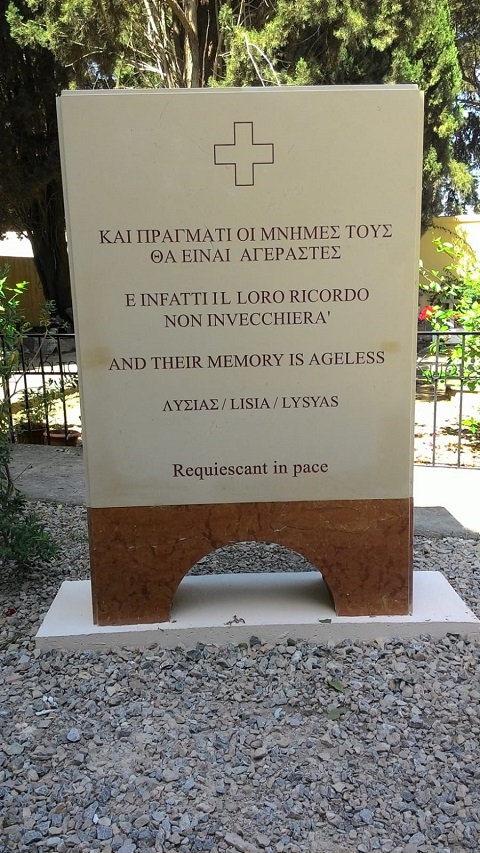 ΚΑΙ ΠΡΑΓΜΑΤΙ ΟΙ ΜΝΗΜΕΣ ΤΟΥΣ
ΘΑ ΕΙΝΑΙ ΑΓΕΡΑΣΤΕΣ
E INFATTI IL LORO RICORDO
NON INVECCHIERA'
AND THEIR MEMORY IS AGELESS
ΛΥΣΙΑΣ / LISIA / LYSYAS
Requiescant in pace